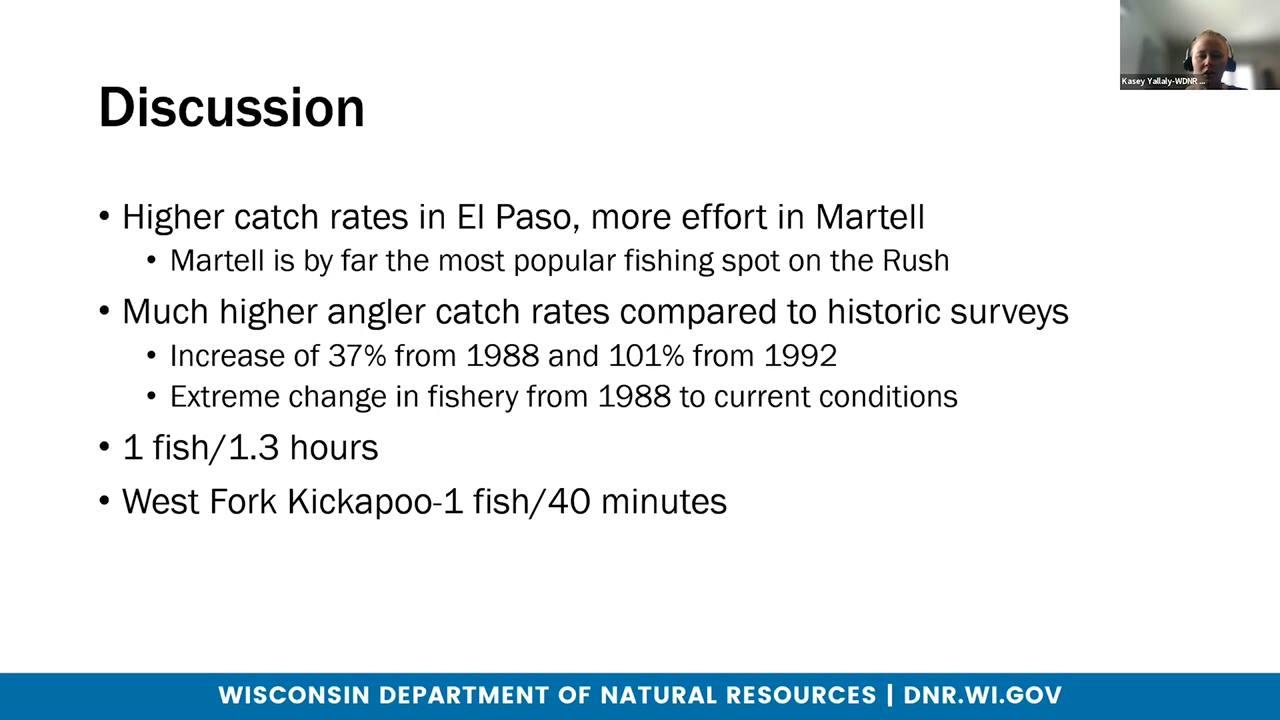 Kasey Yallaly-WDNR ...
Discussion
• Higher catch rates in El Paso, more effort in Martell
• Martell is by far the most popular fishing spot on the Rush
• Much higher angler catch rates compared to historic surveys
• Increase of 37% from 1988 and 101% from 1992
• Extreme change in fishery from 1988 to current conditions
• 1 fish/1.3 hours
• West Fork Kickapoo-1 fish/40 minutes
WISCONSIN DEPARTMENT OF NATURAL RESOURCES | DNR.WI.GOV